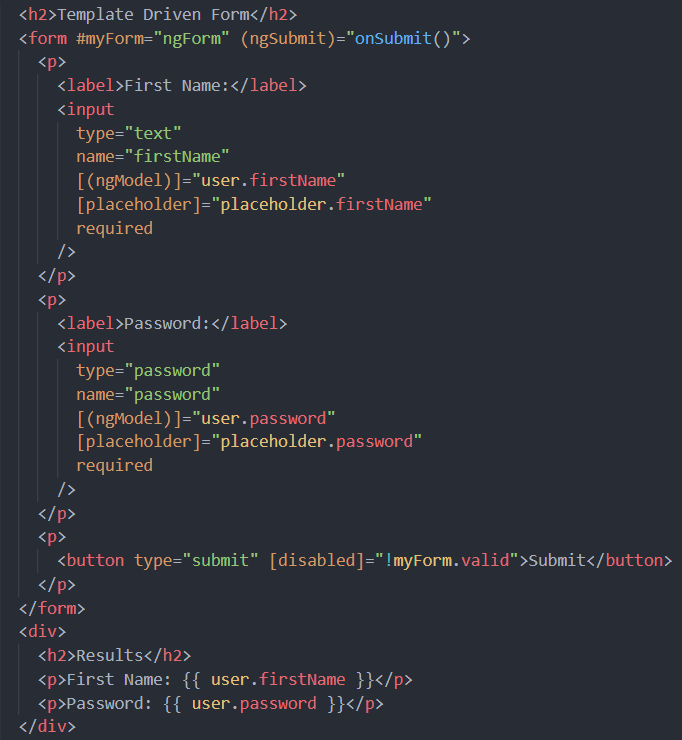 <h2>Template Driven Form</h2>
<form #myForm="ngForm" (ngSubmit)="onSubmit()">
  <p>
    <label>First Name:</label>
    <input
      type="text"
      name="firstName"
      [(ngModel)]="user.firstName"
      [placeholder]="placeholder.firstName"
      required
    />
  </p>
  <p>
    <label>Password:</label>
    <input
      type="password"
      name="password"
      [(ngModel)]="user.password"
      [placeholder]="placeholder.password"
      required
    />
  </p>
  <p>
    <button type="submit" [disabled]="!myForm.valid">Submit</button>
  </p>
</form>
<div>
  <h2>Results</h2>
  <p>First Name: {{ user.firstName }}</p>
  <p>Password: {{ user.password }}</p>
</div>